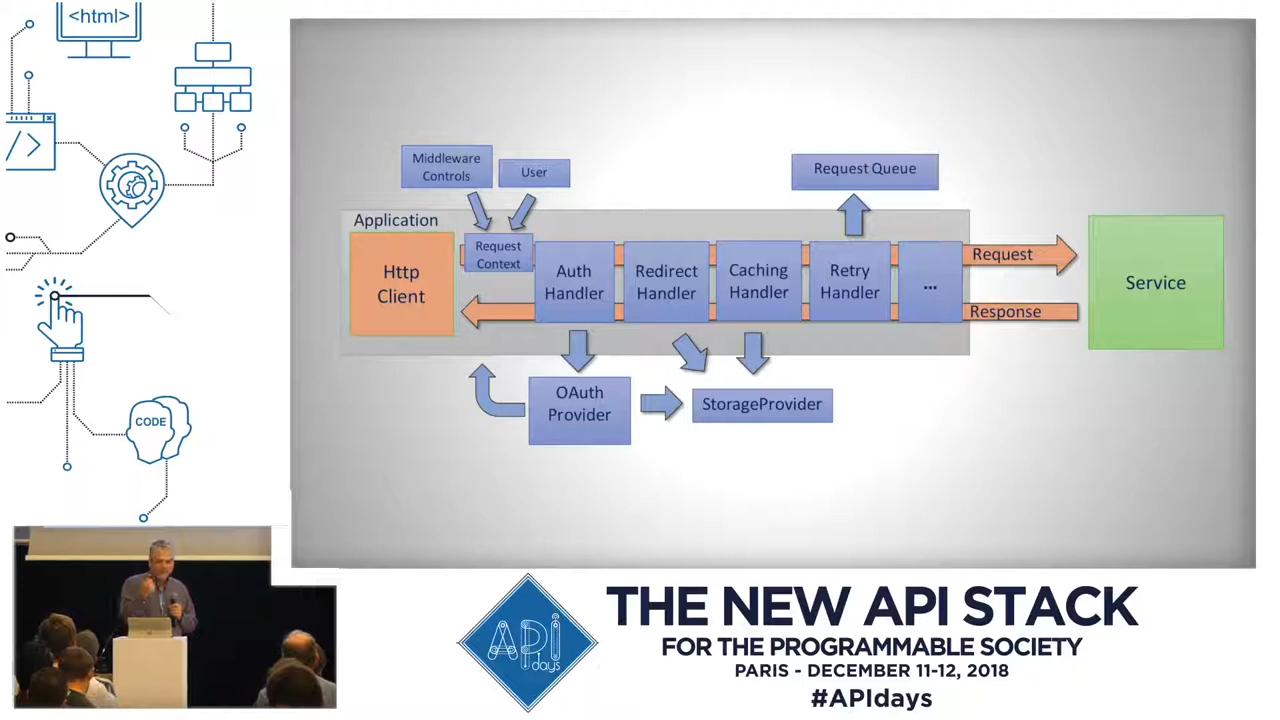 <html>
</>
CODE
Middleware
Controls
User
Request Queue
Application
Http
Client
Request
Context
Auth
Handler
Redirect
Handler
Caching
Handler
Retry
Handler
...
Request
Response
Service
OAuth
Provider
StorageProvider
API
days
THE NEW API STACK
FOR THE PROGRAMMABLE SOCIETY
PARIS - DECEMBER 11-12, 2018
#APIdays